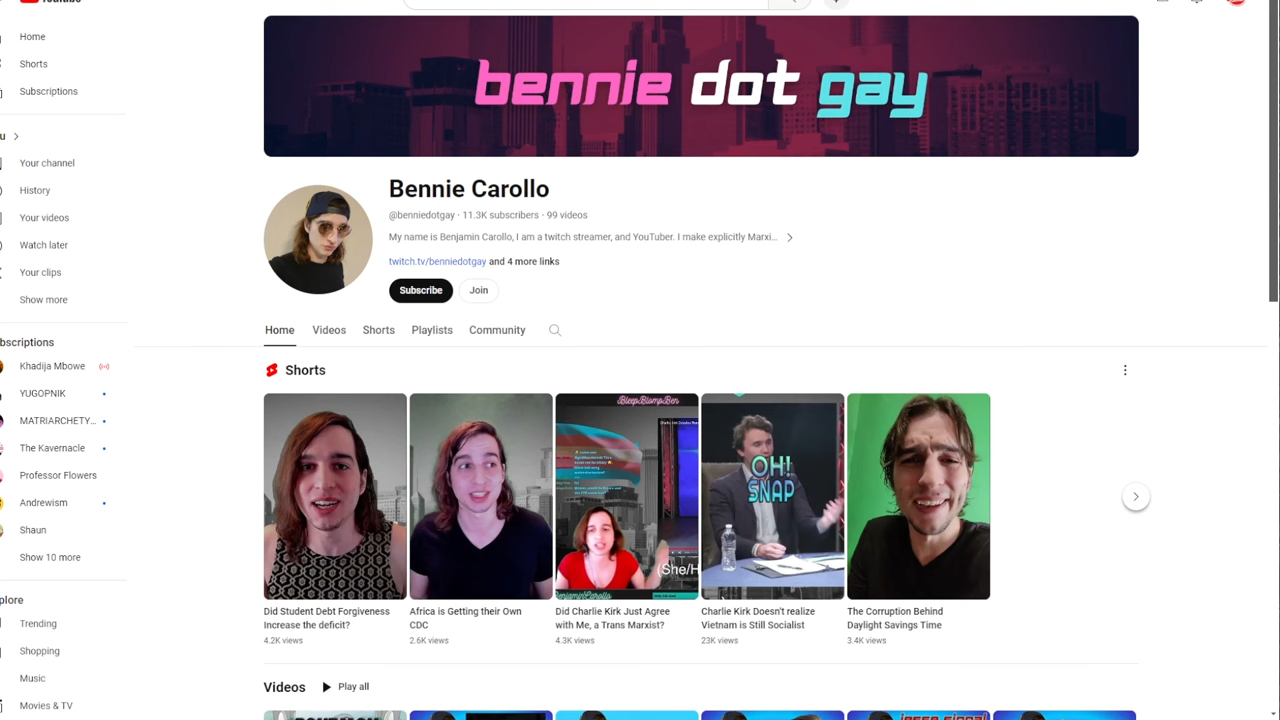 Home
Shorts
Subscriptions
Your channel
History
Your videos
Watch later
Your clips
Show more
bscriptions
Khadija Mbowe
YUGOPNIK
MATRIARCHETY...
The Kavernacle
Professor Flowers
Andrewism
Shaun
Show 10 more
plore
Trending
Shopping
Music
Movies & TV
bennie dot gay
Bennie Carollo
@benniedotgay · 11.3K subscribers · 99 videos
My name is Benjamin Carollo, I am a twitch streamer, and YouTuber. I make explicitly Marxi...
twitch.tv/benniedotgay and 4 more links
Subscribe Join
Home Videos Shorts Playlists Community
Shorts
BleepBlompBen
OH!
SNAP
(She/H
Did Student Debt Forgiveness
Increase the deficit?
4.2K views
Africa is Getting their Own
CDC
2.6K views
Did Charlie Kirk Just Agree
with Me, a Trans Marxist?
4.3K views
Charlie Kirk Doesn't realize
Vietnam is Still Socialist
23K views
The Corruption Behind
Daylight Savings Time
3.4K views
Videos Play all